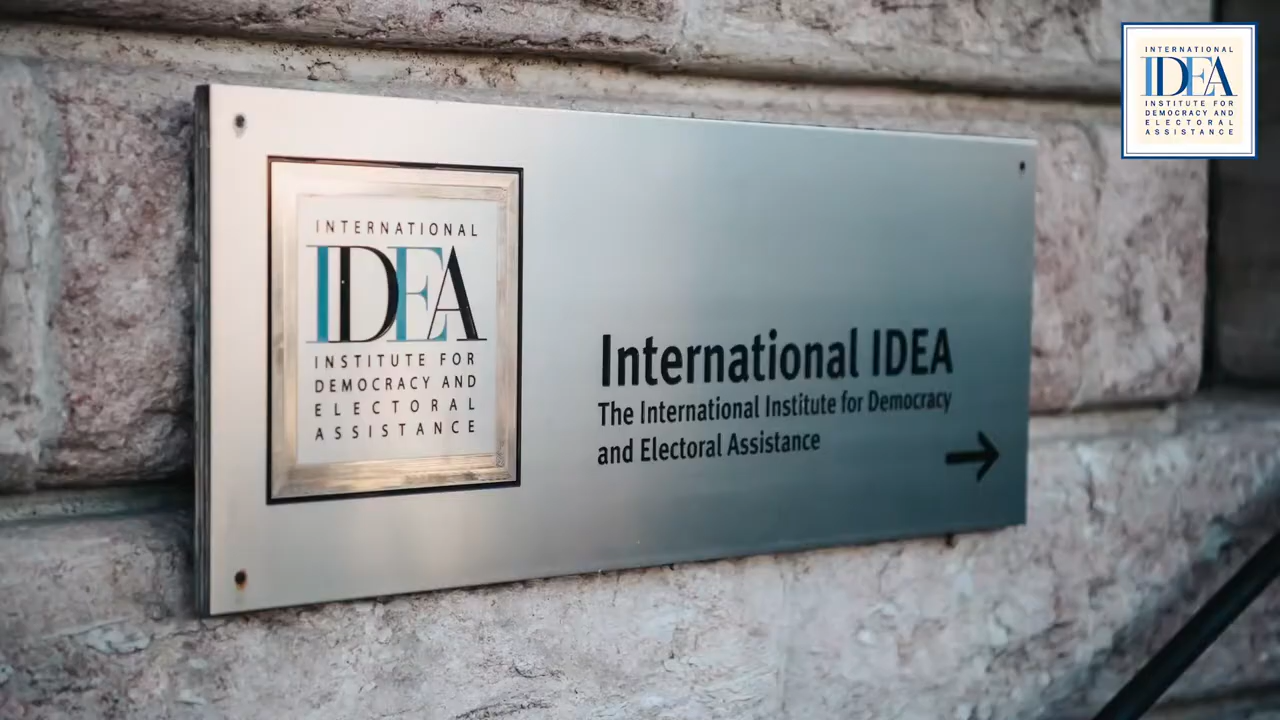 INTERNATIONAL
IDEA
INSTITUTE FOR
DEMOCRACY AND
ELECTORAL
ASSISTANCE
INTERNATIONAL
IDEA
INSTITUTE FOR
DEMOCRACY AND
ELECTORAL
ASSISTANCE
International IDEA
The International Institute for Democracy
and Electoral Assistance